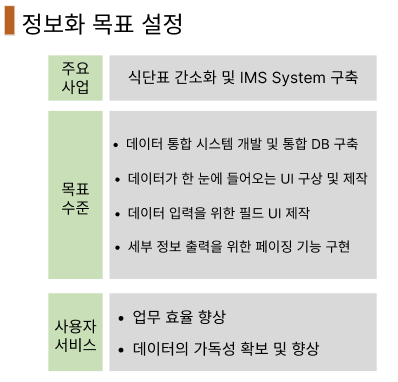 정보화 목표 설정
주요
사업
식단표 간소화 및 IMS System 구축
목표
수준
• 데이터 통합 시스템 개발 및 통합 DB 구축
• 데이터가 한 눈에 들어오는 UI 구상 및 제작
• 데이터 입력을 위한 필드 UI 제작
• 세부 정보 출력을 위한 페이징 기능 구현
사용자
서비스
• 업무 효율 향상
• 데이터의 가독성 확보 및 향상